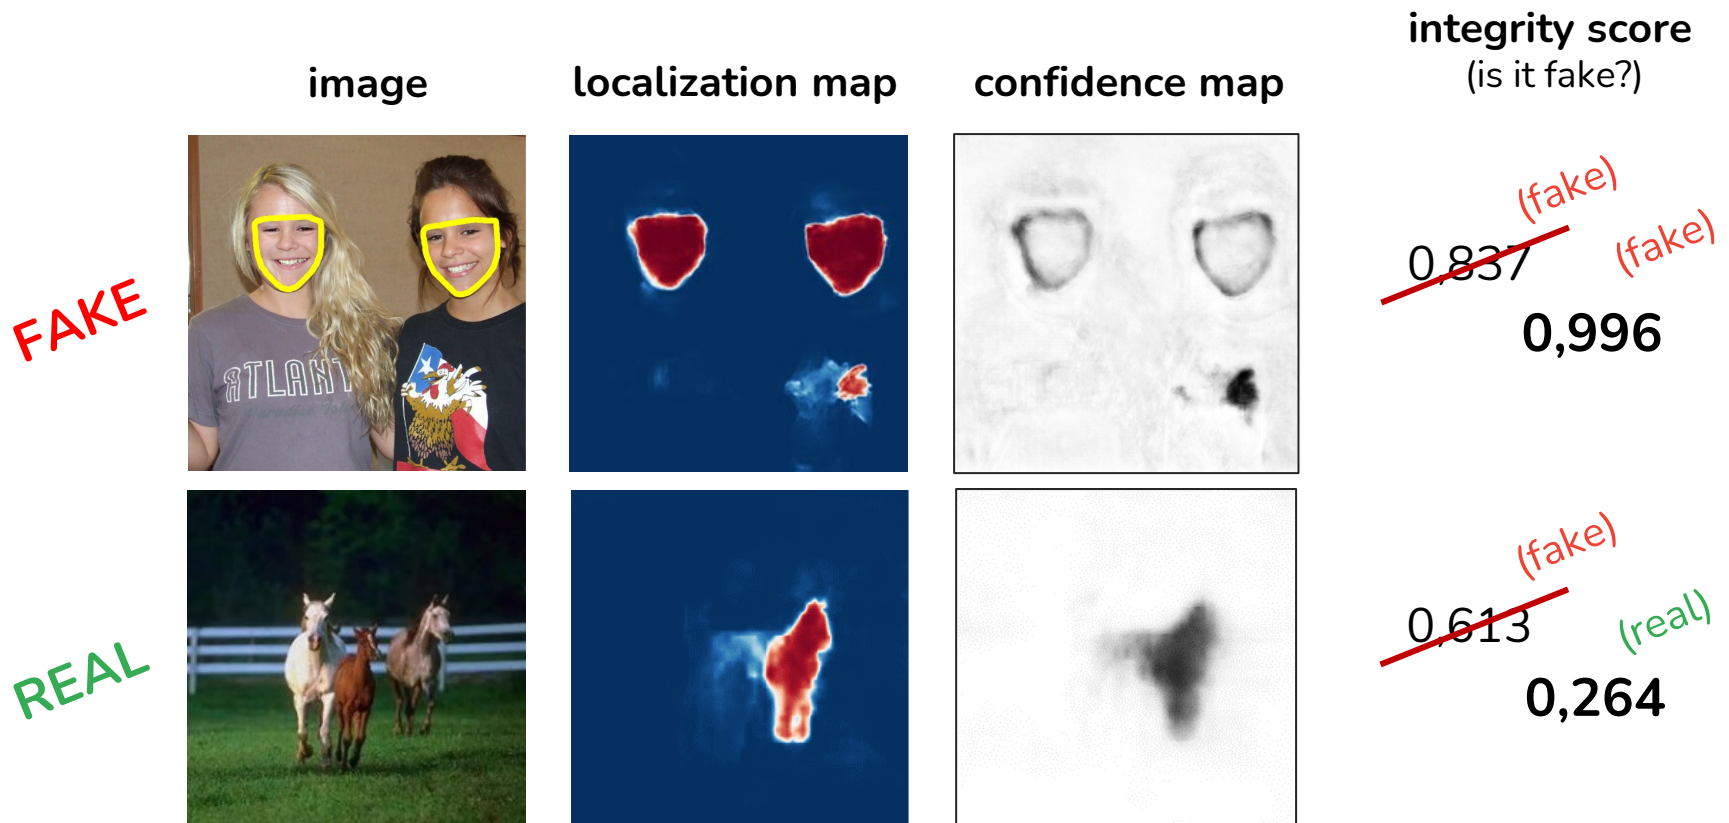 integrity score
(is it fake?)
image
localization map
confidence map
FAKE
ATLANT
(fake)
0,837
(fake)
0,996
REAL
(fake)
0,613
(real)
0,264